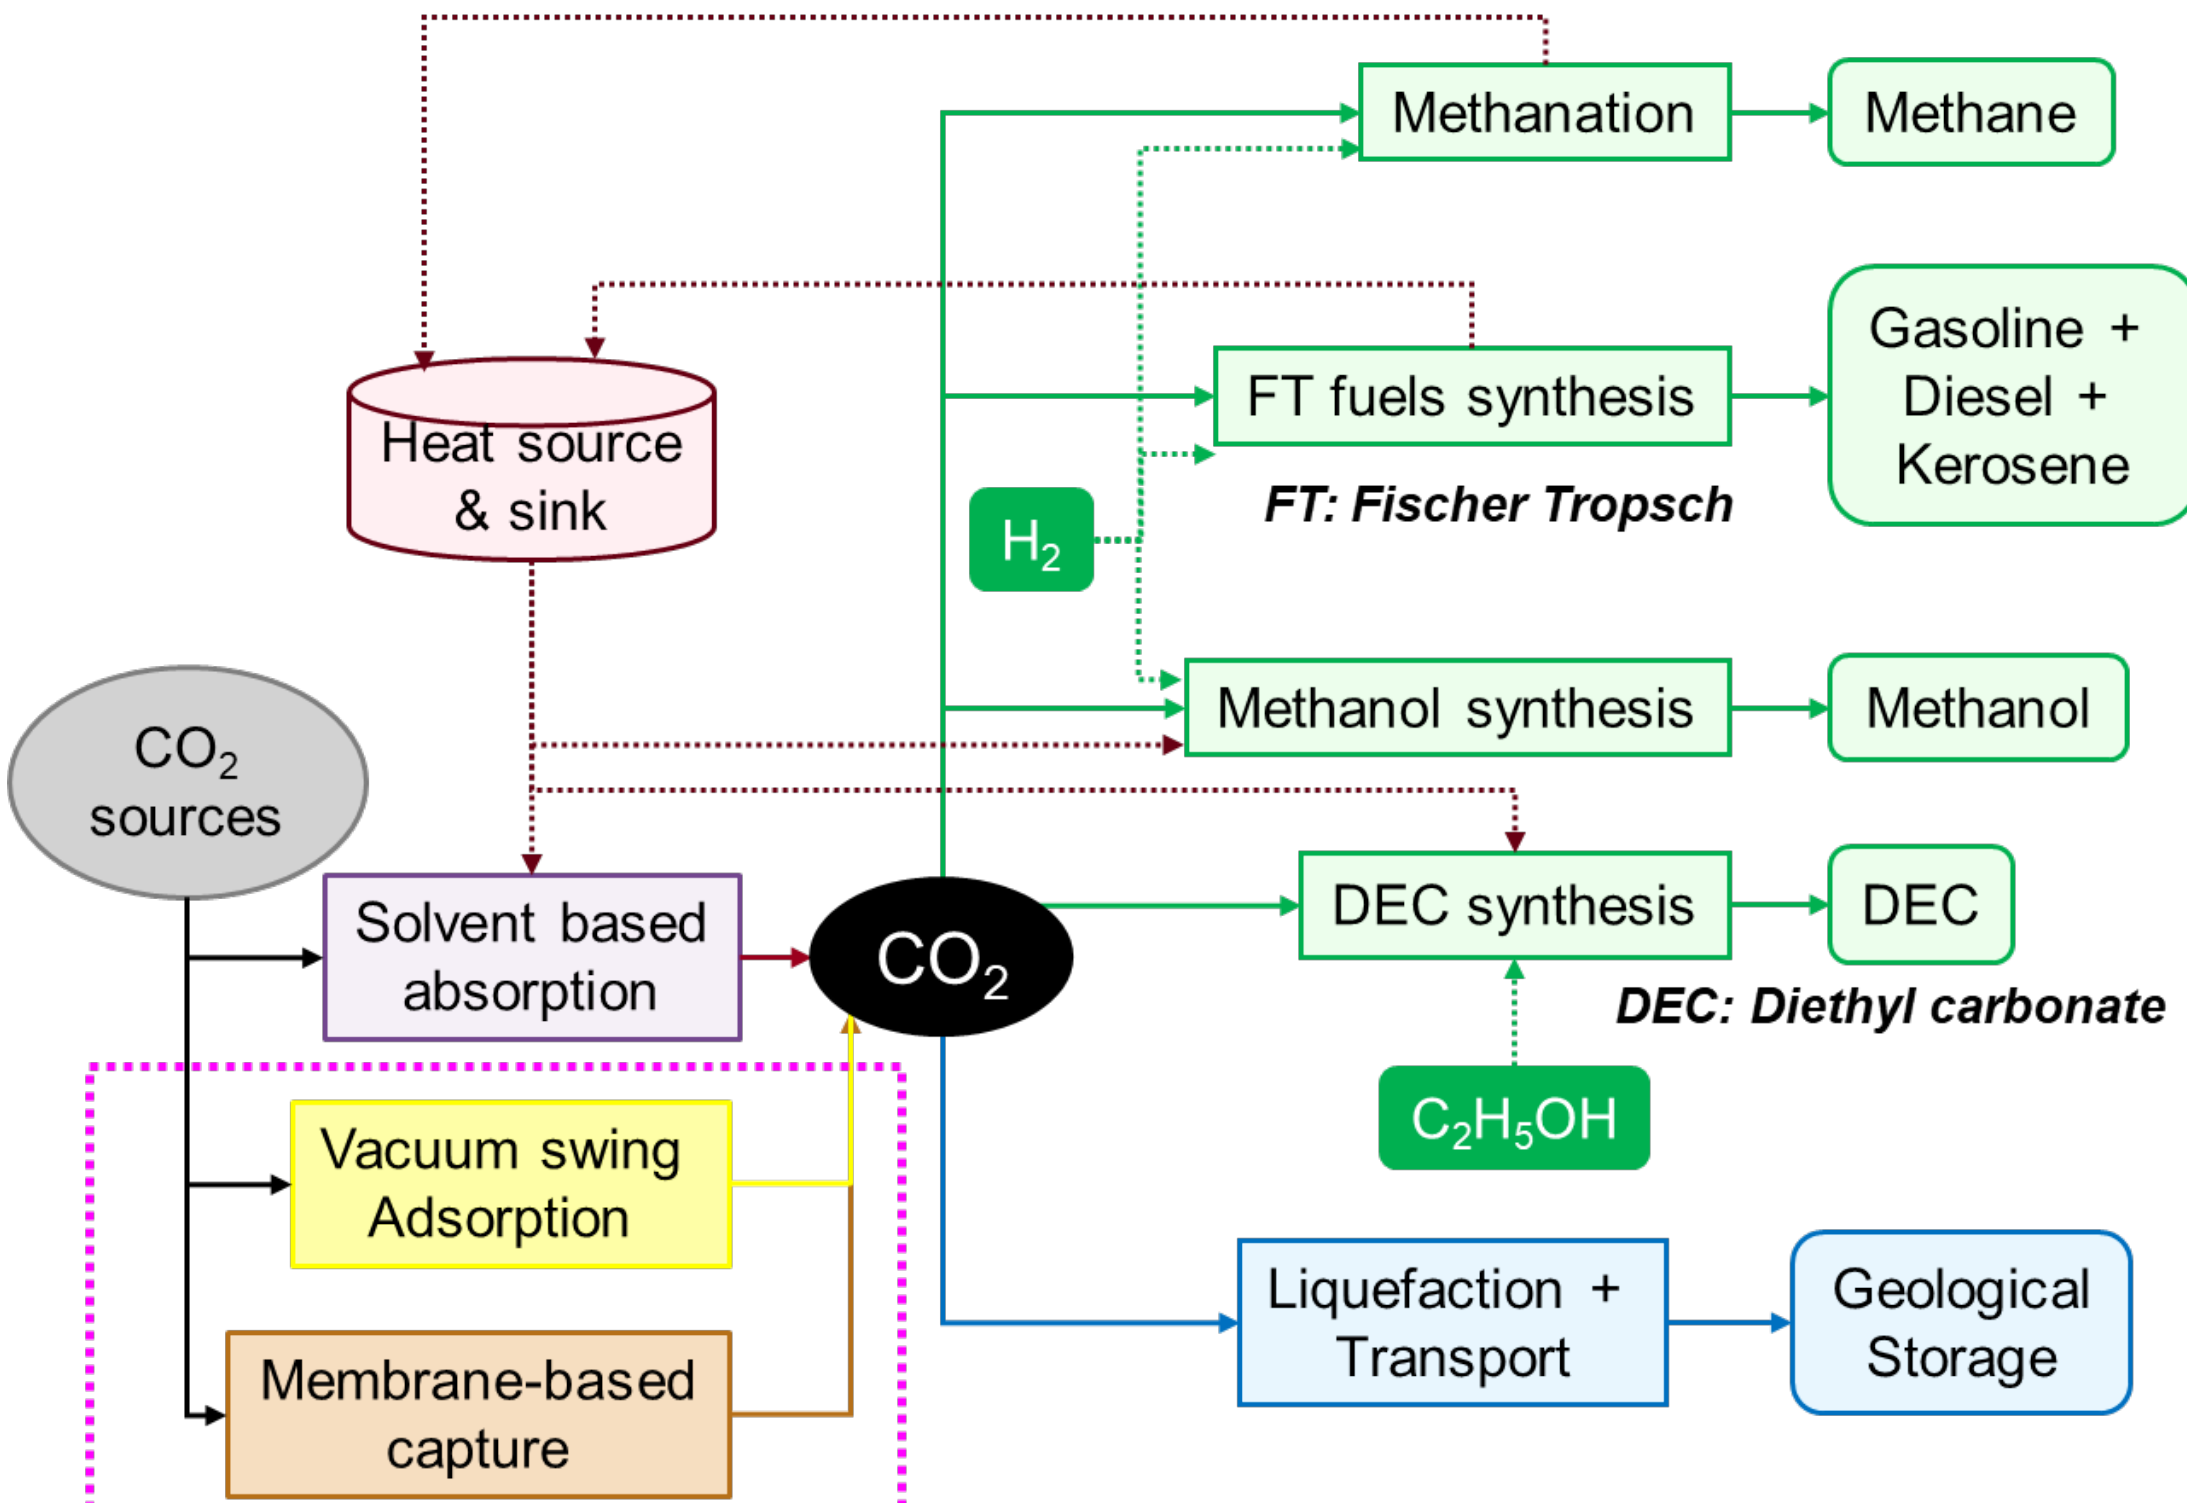 Methanation
Methane
Gasoline +
Diesel +
Kerosene
FT fuels synthesis
FT: Fischer Tropsch
Heat source
& sink
H₂
Methanol synthesis
Methanol
CO₂
sources
Solvent based
absorption
CO₂
DEC synthesis
DEC
DEC: Diethyl carbonate
C₂H₅OH
Vacuum swing
Adsorption
Liquefaction +
Transport
Geological
Storage
Membrane-based
capture